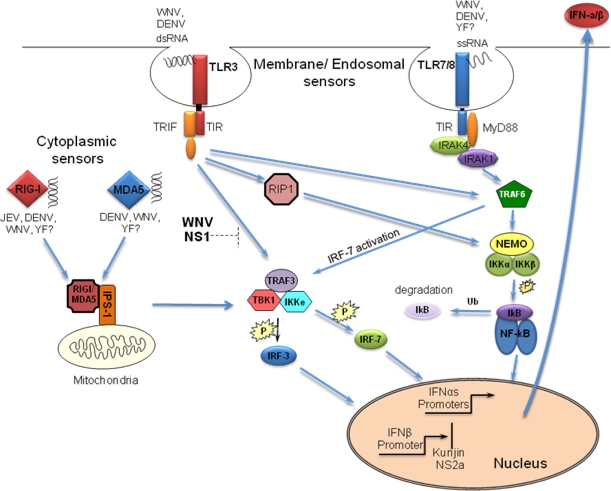 WNV,
DENV
dsRNA
WNV,
DENV,
YF?
ssRNA
IFN-a/β
TLR3
Membrane/ Endosomal
sensors
TLR7/8
TRIF
TIR
TIR
MyD88
IRAK4
IRAK1
Cytoplasmic
sensors
RIG-I
MDA5
JEV, DENV,
WNV, YF?
DENV, WNV,
YF?
RIP1
TRAF6
WNV
NS1
IRF-7 activation
NEMO
IKKα
IKKβ
P
RIGI/
MDA5
IPS-1
Mitochondria
TRAF3
TBK1
IKKe
P
P
IRF-3
IRF-7
degradation
IkB
Ub
IkB
NF-kB
IFNαs
Promoters
IFNβ
Promoter
Kunjin
NS2a
Nucleus